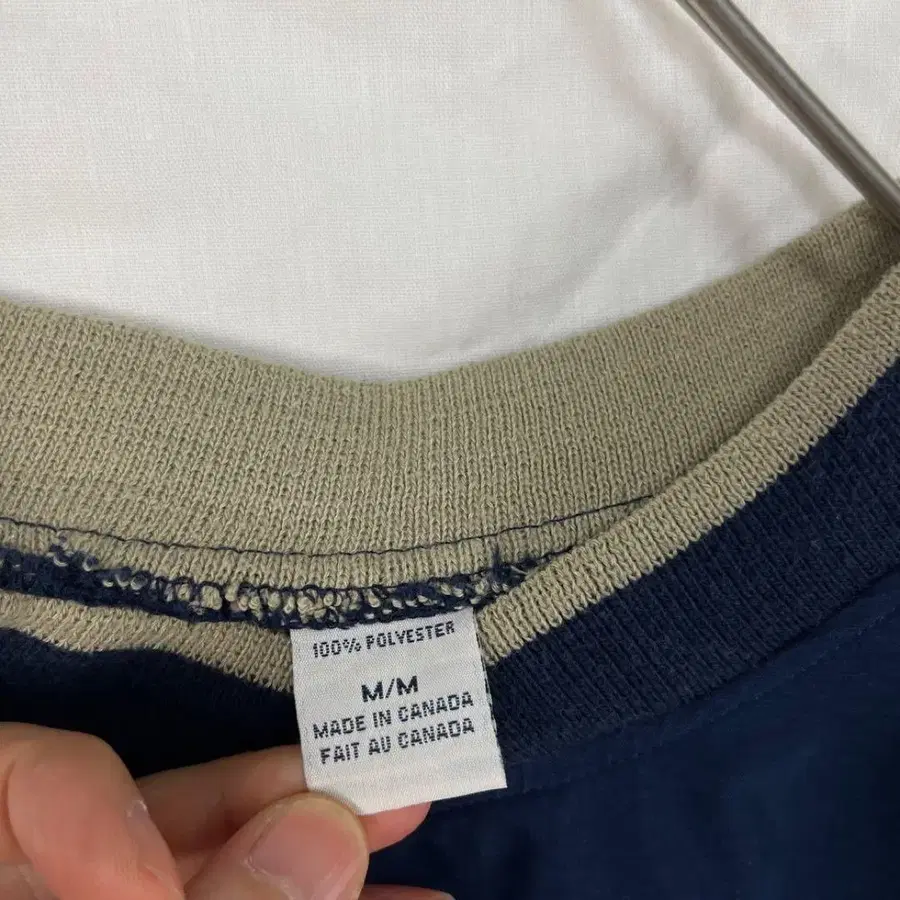 100% POLYESTER
M/M
MADE IN CANADA
FAIT AU CANADA